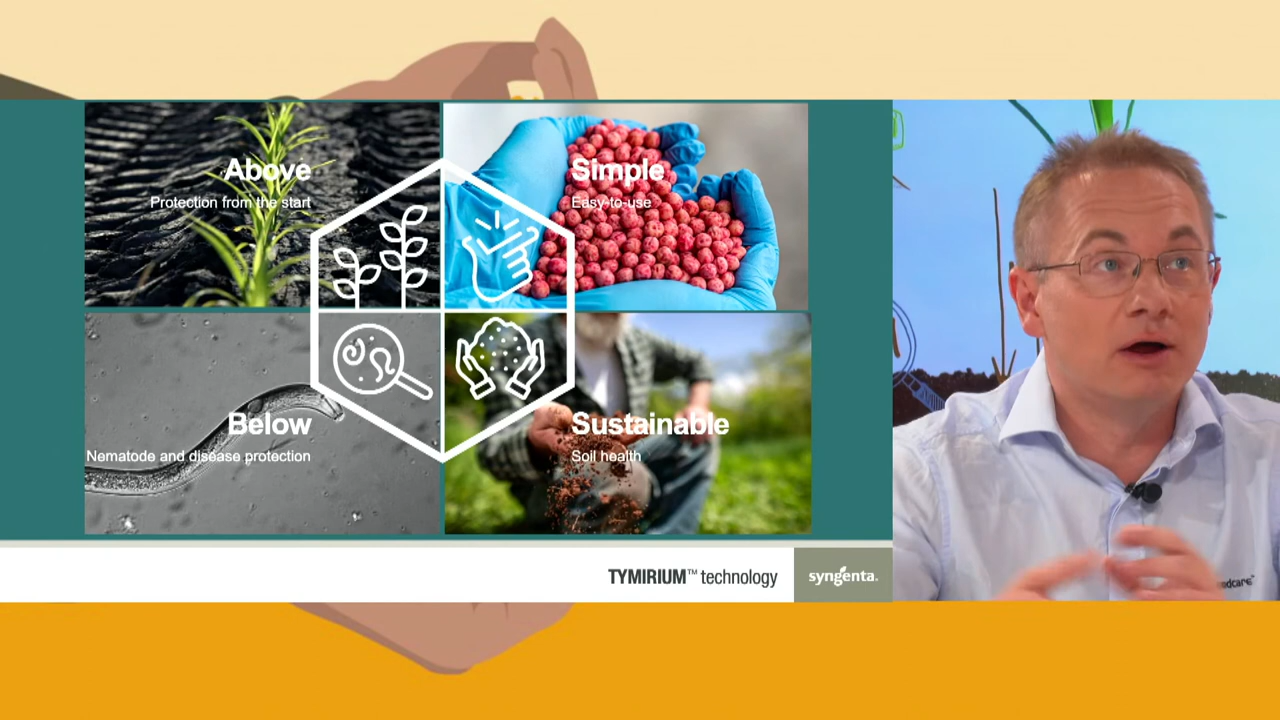 Above
Protection from the start
Simple
Easy-to-use
Below
Nematode and disease protection
Sustainable
Soil health
TYMIRIUM™ technology
syngenta.